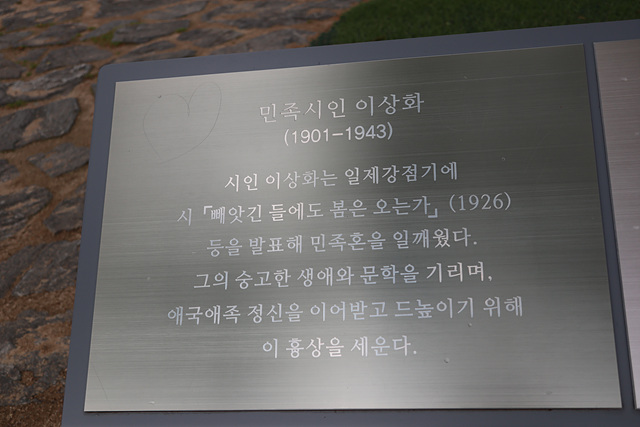 민족시인 이상화
(1901-1943)
시인 이상화는 일제강점기에
시 「빼앗긴 들에도 봄은 오는가」 (1926)
등을 발표해 민족혼을 일깨웠다.
그의 숭고한 생애와 문학을 기리며,
애국애족 정신을 이어받고 드높이기 위해
이 흉상을 세운다.